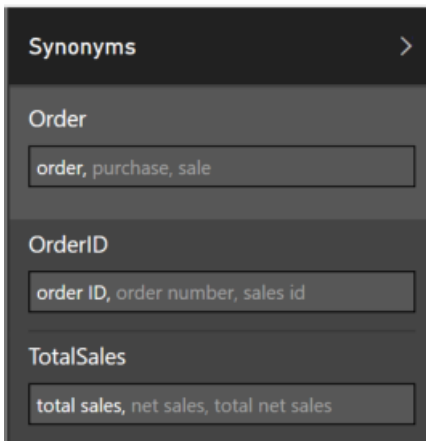 Synonyms
Order
order, purchase, sale
OrderID
order ID, order number, sales id
TotalSales
total sales, net sales, total net sales